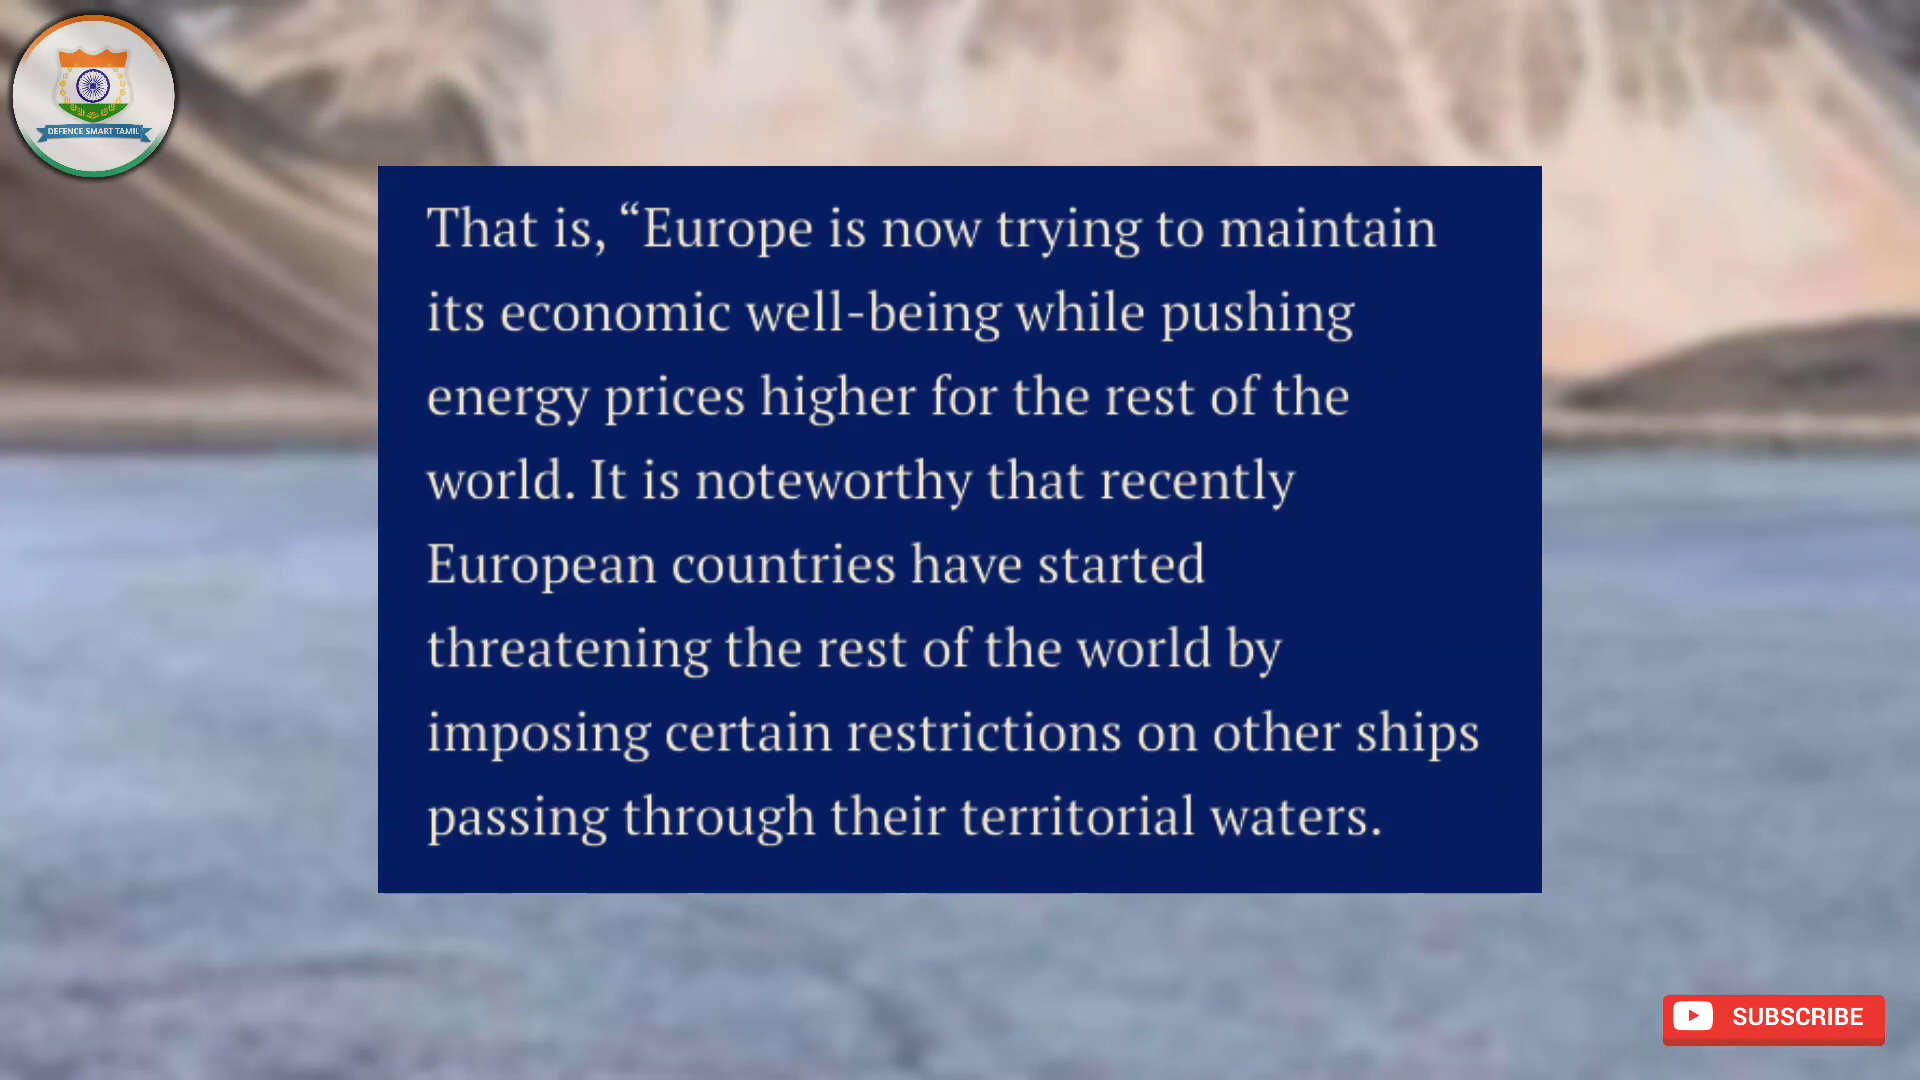 DEFENCE SMART TAMIL
That is, “Europe is now trying to maintain
its economic well-being while pushing
energy prices higher for the rest of the
world. It is noteworthy that recently
European countries have started
threatening the rest of the world by
imposing certain restrictions on other ships
passing through their territorial waters.
SUBSCRIBE